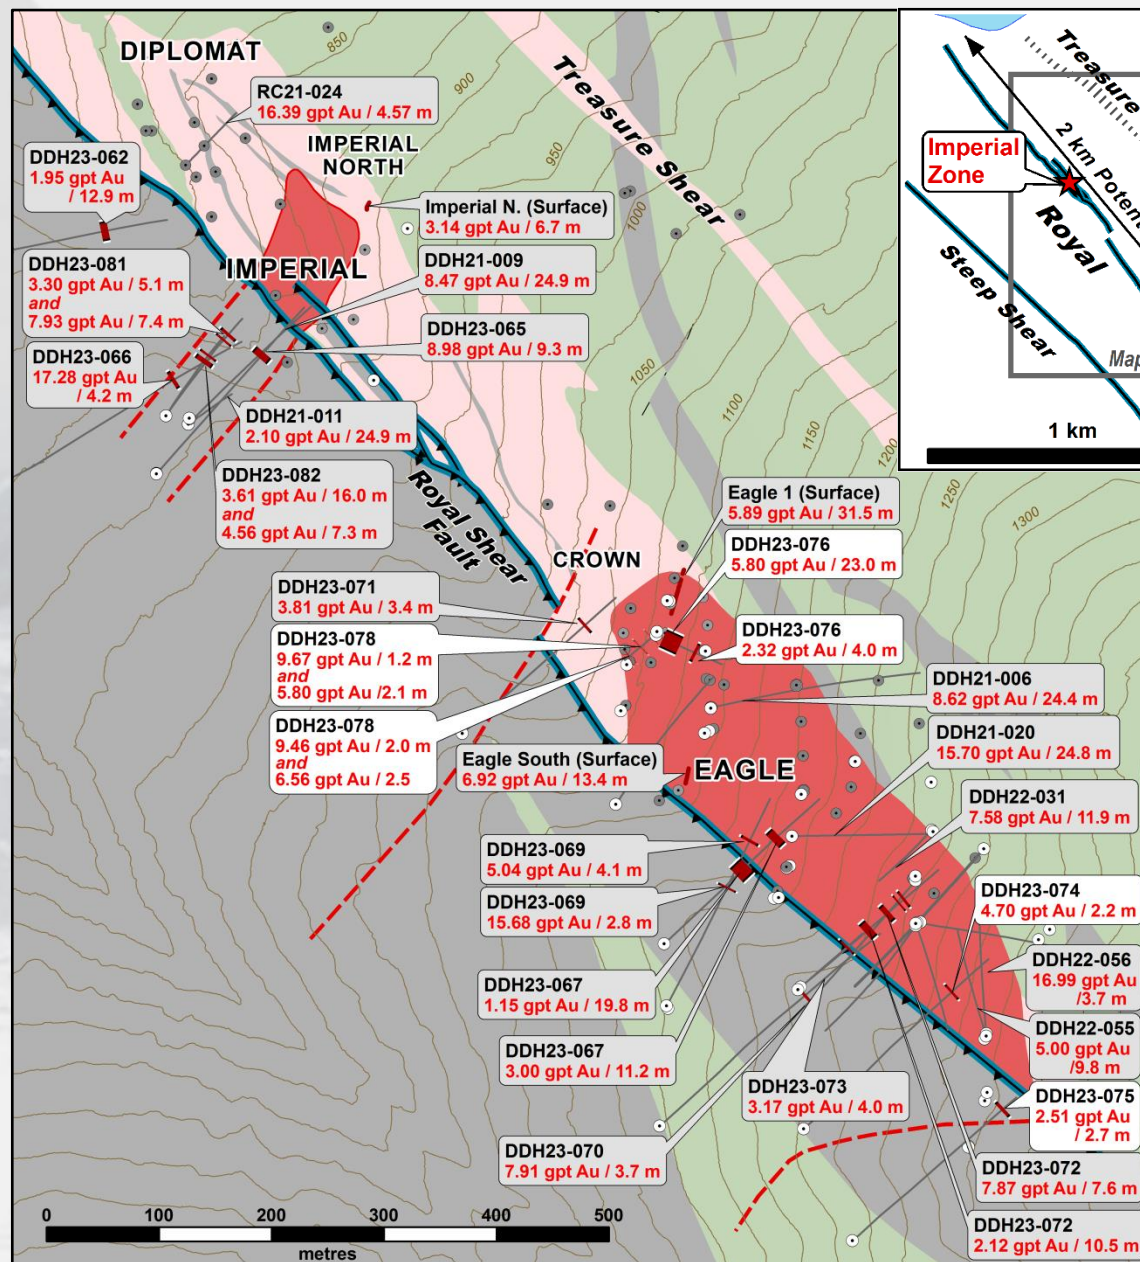 DIPLOMAT
850
900
950
1000
1050
1100
1150
1200
1250
1300
Treasure Shear
RC21-024
16.39 gpt Au / 4.57 m
IMPERIAL
NORTH
DDH23-062
1.95 gpt Au
/ 12.9 m
Imperial N. (Surface)
3.14 gpt Au / 6.7 m
DDH23-081
3.30 gpt Au / 5.1 m
and
7.93 gpt Au / 7.4 m
IMPERIAL
DDH21-009
8.47 gpt Au / 24.9 m
DDH23-065
8.98 gpt Au / 9.3 m
DDH23-066
17.28 gpt Au
/ 4.2 m
DDH21-011
2.10 gpt Au / 24.9 m
DDH23-082
3.61 gpt Au / 16.0 m
and
4.56 gpt Au / 7.3 m
Royal Shear
Fault
Treasure
2 km Potent
Imperial
Zone
Royal
Steep Shear
Map
1 km
Eagle 1 (Surface)
5.89 gpt Au / 31.5 m
DDH23-076
5.80 gpt Au / 23.0 m
CROWN
DDH23-071
3.81 gpt Au / 3.4 m
DDH23-076
2.32 gpt Au / 4.0 m
DDH23-078
9.67 gpt Au / 1.2 m
and
5.80 gpt Au /2.1 m
DDH21-006
8.62 gpt Au / 24.4 m
DDH23-078
9.46 gpt Au / 2.0 m
and
6.56 gpt Au / 2.5
DDH21-020
15.70 gpt Au / 24.8 m
Eagle South (Surface)
6.92 gpt Au / 13.4 m
EAGLE
DDH22-031
7.58 gpt Au / 11.9 m
DDH23-069
5.04 gpt Au / 4.1 m
DDH23-069
15.68 gpt Au / 2.8 m
DDH23-074
4.70 gpt Au / 2.2 m
DDH22-056
16.99 gpt Au
/3.7 m
DDH23-067
1.15 gpt Au / 19.8 m
DDH22-055
5.00 gpt Au
/9.8 m
DDH23-067
3.00 gpt Au / 11.2 m
DDH23-073
3.17 gpt Au / 4.0 m
DDH23-075
2.51 gpt Au
/ 2.7 m
DDH23-070
7.91 gpt Au / 3.7 m
DDH23-072
7.87 gpt Au / 7.6 m
DDH23-072
2.12 gpt Au / 10.5 m
0 100 200 300 400 500
metres